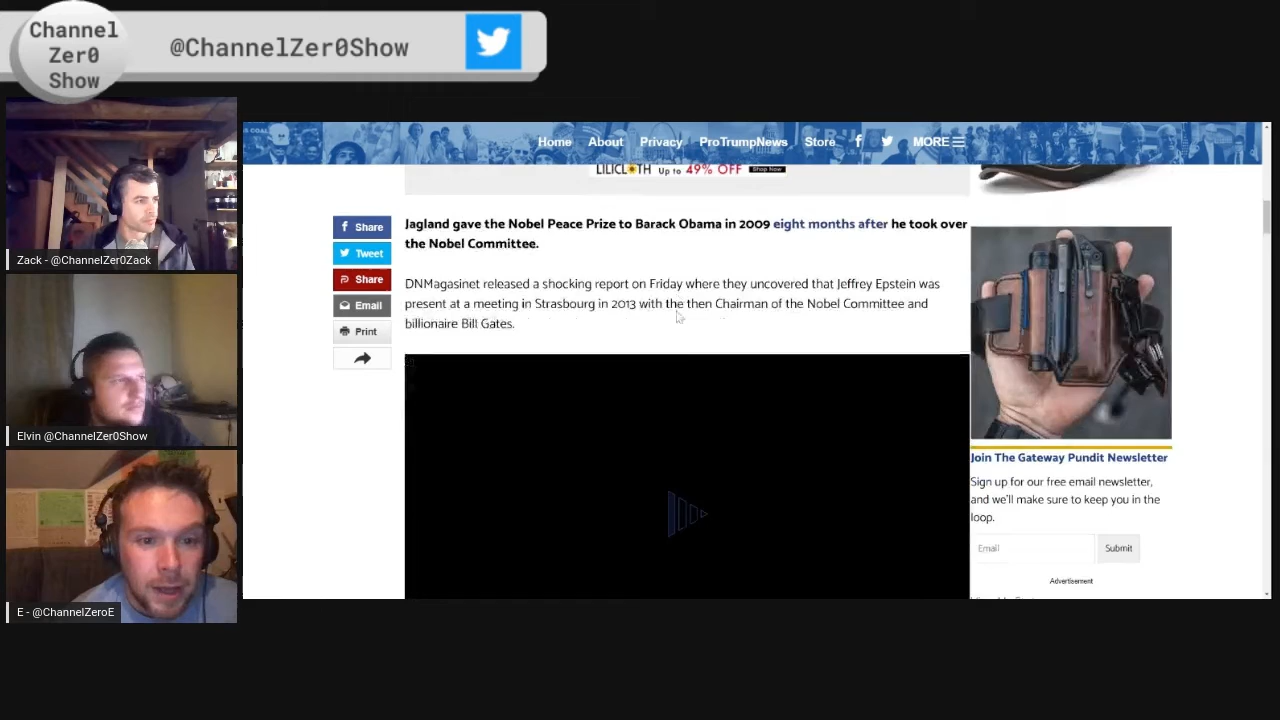 Channel
Zer0
Show
@ChannelZer0Show
Home About Privacy ProTrumpNews Store MORE
Up to 49% OFF Shop Now
Share
Tweet
Share
Email
Print
Jagland gave the Nobel Peace Prize to Barack Obama in 2009 eight months after he took over
the Nobel Committee.
DNMagasinet released a shocking report on Friday where they uncovered that Jeffrey Epstein was
present at a meeting in Strasbourg in 2013 with the then Chairman of the Nobel Committee and
billionaire Bill Gates.
Join The Gateway Pundit Newsletter
Sign up for our free email newsletter,
and we'll make sure to keep you in the
loop.
Email Submit
Advertisement
Zack - @ChannelZer0Zack
Elvin @ChannelZer0Show
E - @ChannelZeroE